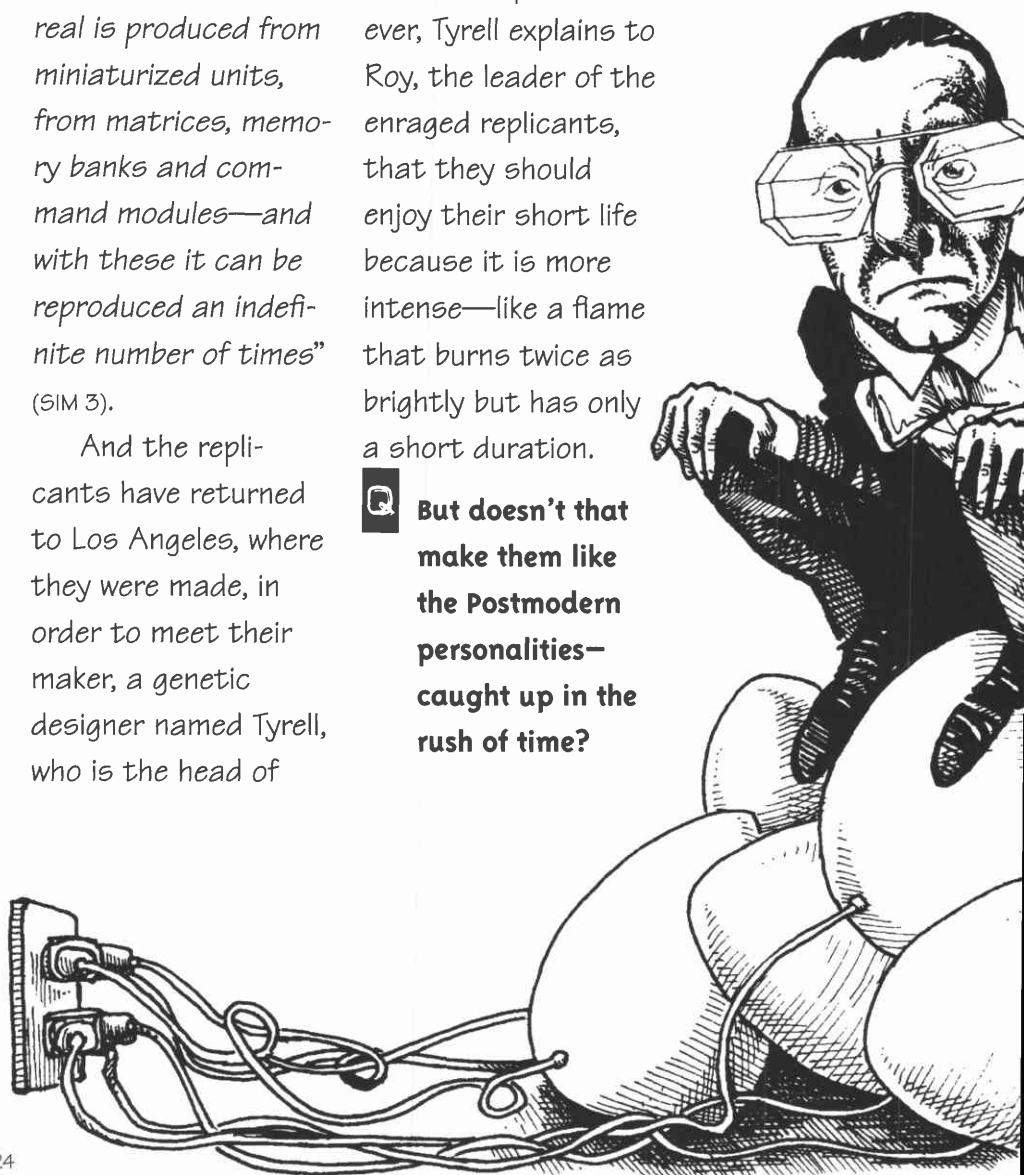 real is produced from
miniaturized units,
from matrices, memo-
ry banks and com-
mand modules—and
with these it can be
reproduced an indefi-
nite number of times”
(SIM 3).
And the repli-
cants have returned
to Los Angeles, where
they were made, in
order to meet their
maker, a genetic
designer named Tyrell,
who is the head of
ever, Tyrell explains to
Roy, the leader of the
enraged replicants,
that they should
enjoy their short life
because it is more
intense—like a flame
that burns twice as
brightly but has only
a short duration.
Q But doesn’t that
make them like
the Postmodern
personalities—
caught up in the
rush of time?
24